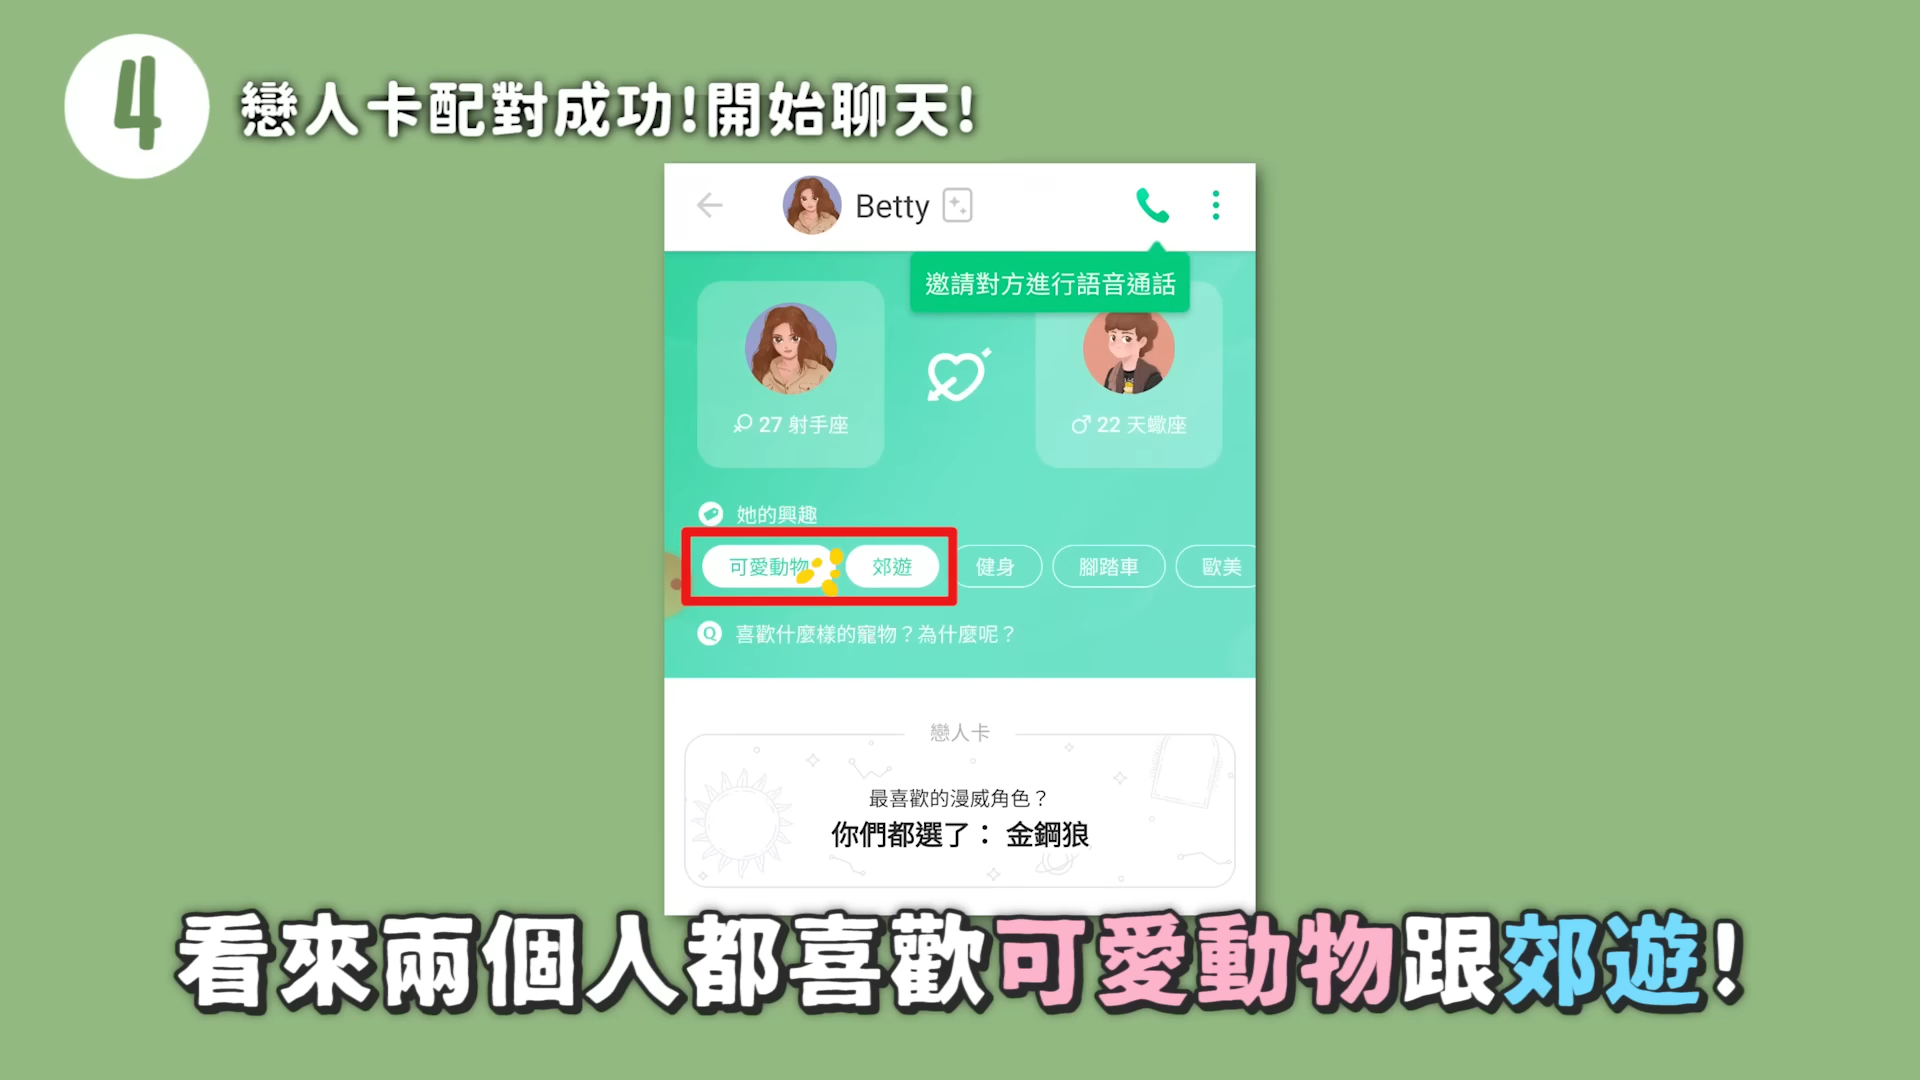 4
戀人卡配對成功!開始聊天!
Betty
邀請對方進行語音通話
27 射手座
22 天蠍座
她的興趣
可愛動物 郊遊 健身 腳踏車 歐美
Q 喜歡什麼樣的寵物？為什麼呢？
戀人卡
最喜歡的漫威角色？
你們都選了： 金鋼狼
看來兩個人都喜歡可愛動物跟郊遊!